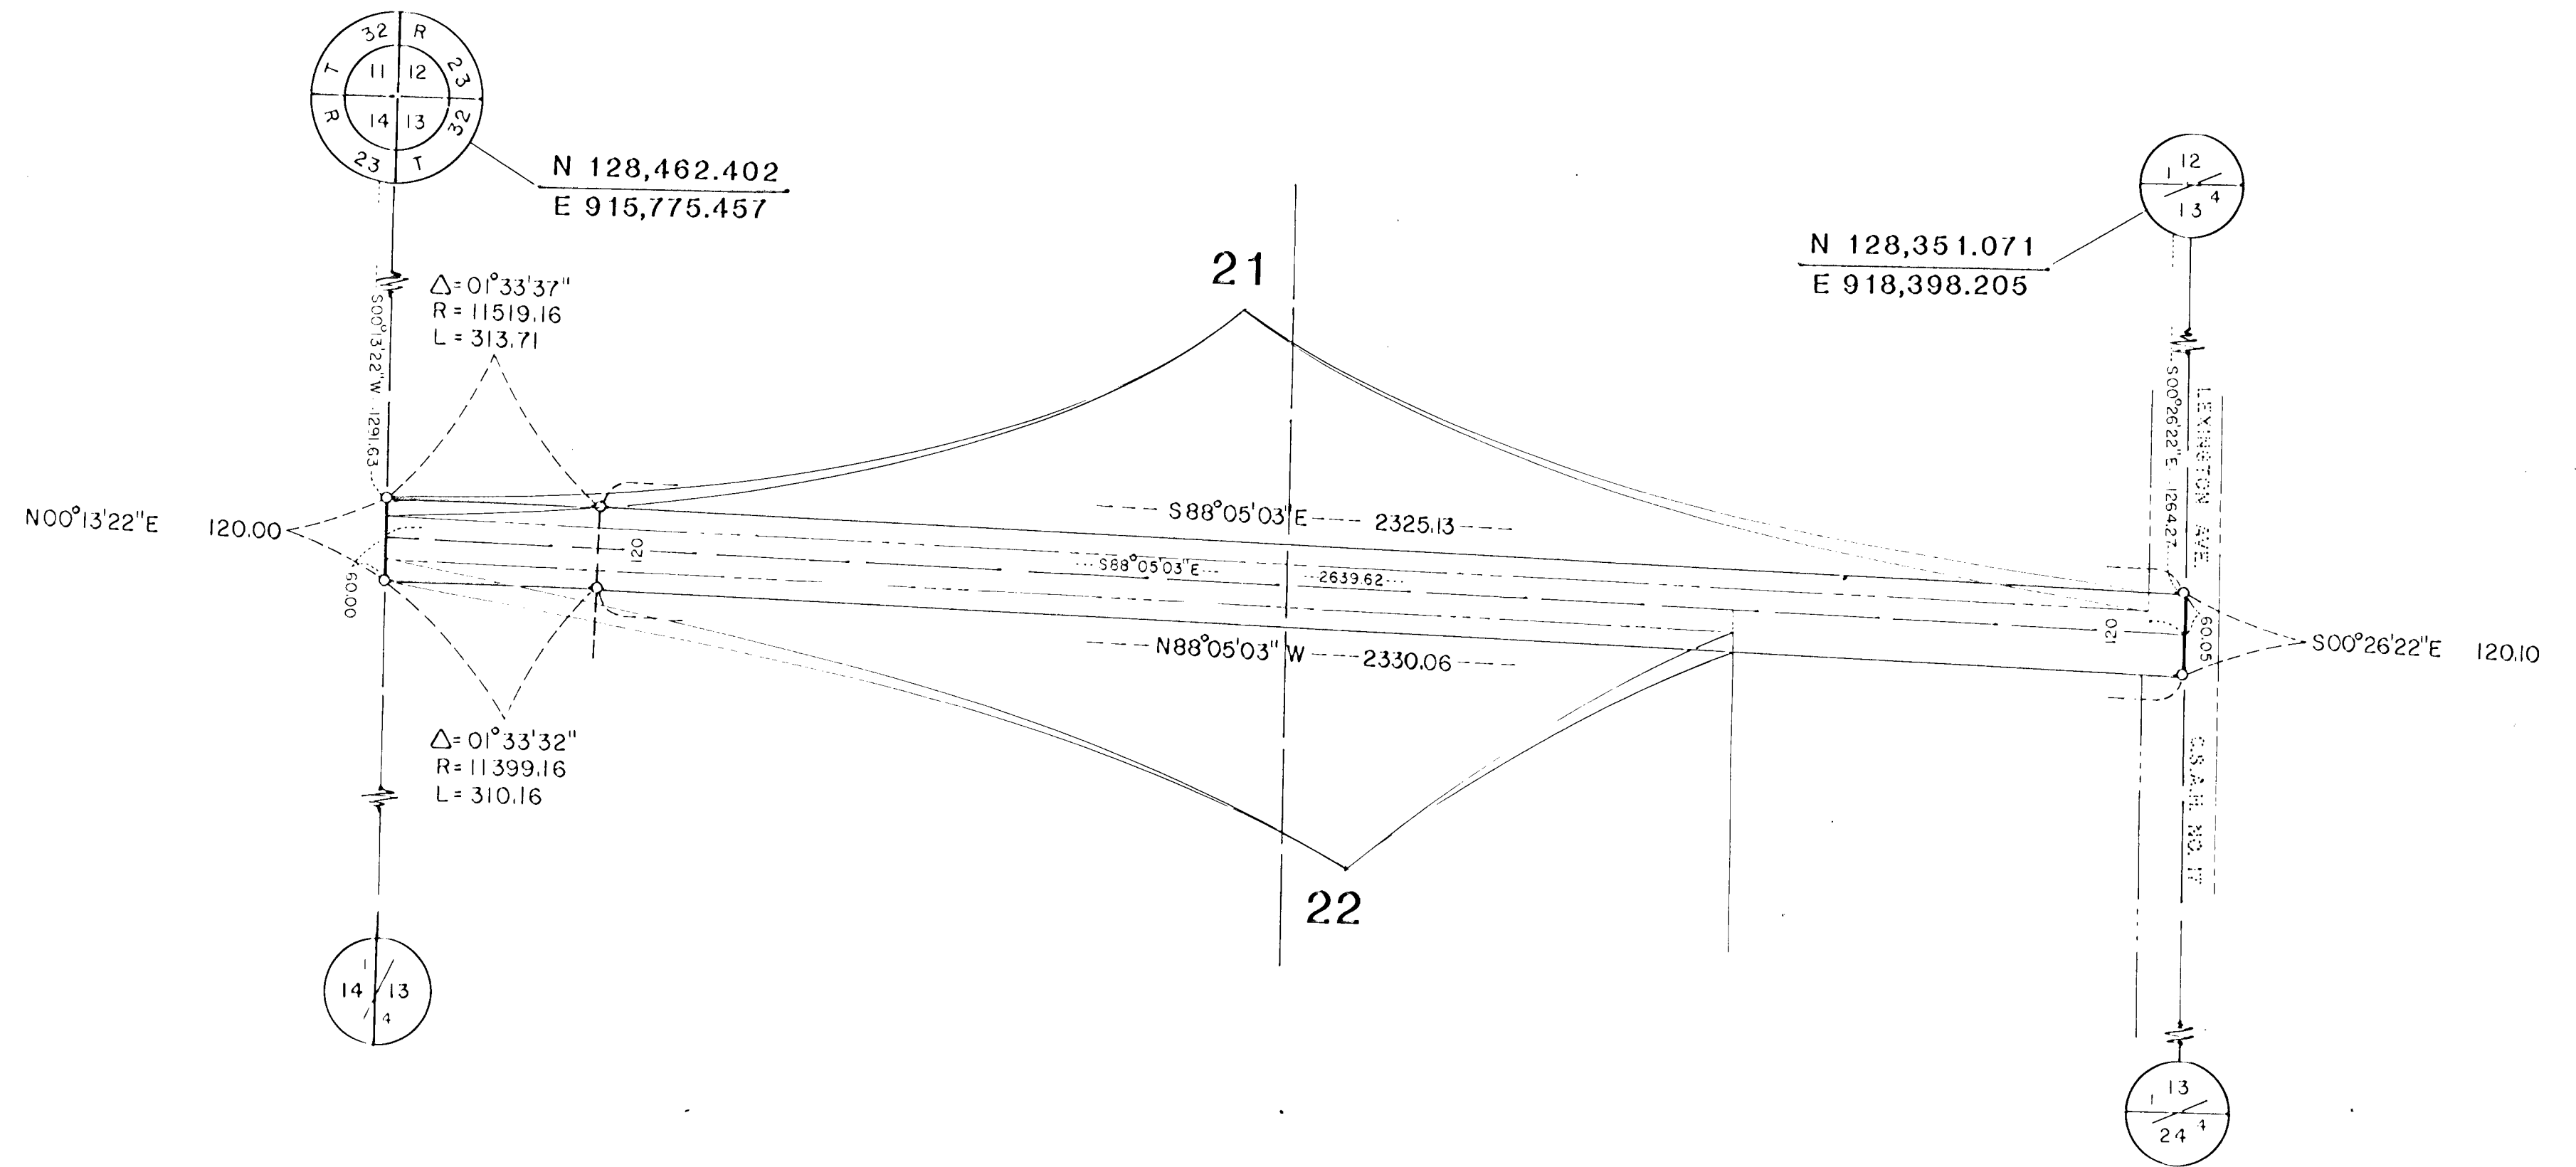 32 R
T 11 12 23
R 14 13 32
23 T
N 128,462.402
E 915,775.457
12
1 4
13
N 128,351.071
E 918,398.205
21
Δ=01°33'37"
R=11519.16
L=313.71
S00°13'22"W 1291.63
S00°26'22"E 1264.27
LEXINGTON AVE.
N00°13'22"E 120.00
60.00
120
S88°05'03"E 2325.13
S88°05'03"E 2639.62
N88°05'03"W 2330.06
120
60.05
S00°26'22"E 120.10
Δ=01°33'32"
R=11399.16
L=310.16
C.S.A.H. NO. 17
22
1
14 13
4
13
1 4
24